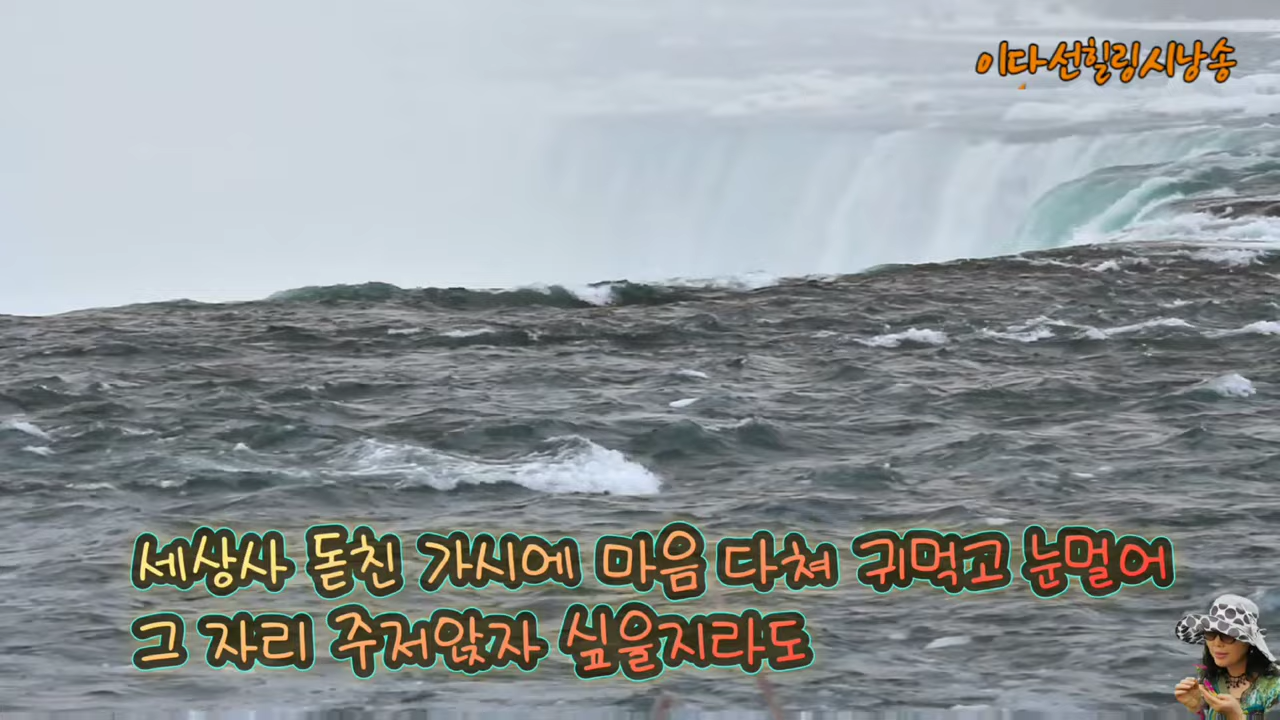 이다선힐링시낭송
세상사 돋친 가시에 마음 다쳐 귀먹고 눈멀어
그 자리 주저앉자 싶을지라도